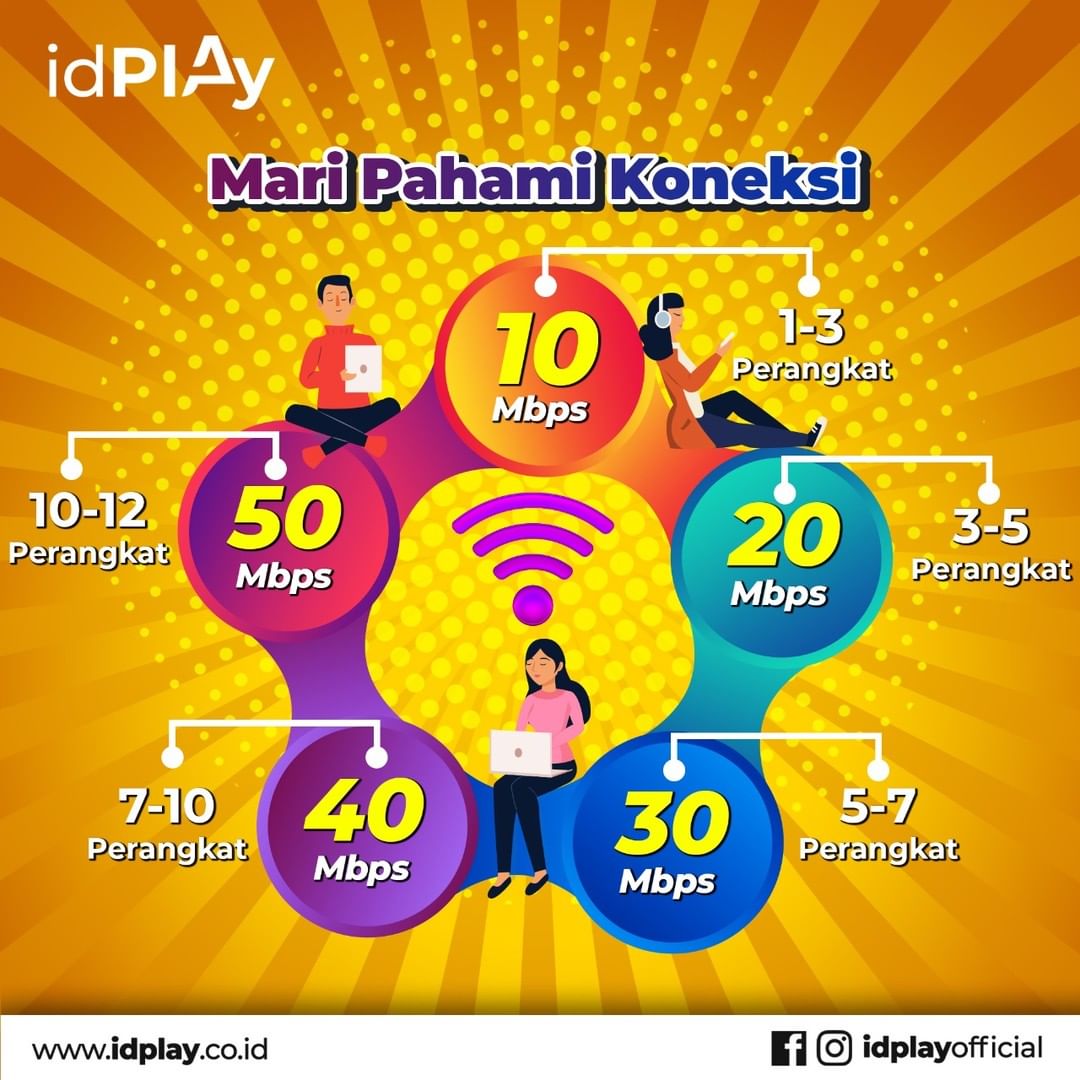 idPLAy
Mari Pahami Koneksi
10
Mbps
1-3
Perangkat
20
Mbps
3-5
Perangkat
30
Mbps
5-7
Perangkat
40
Mbps
7-10
Perangkat
50
Mbps
10-12
Perangkat
www.idplay.co.id
idplayofficial